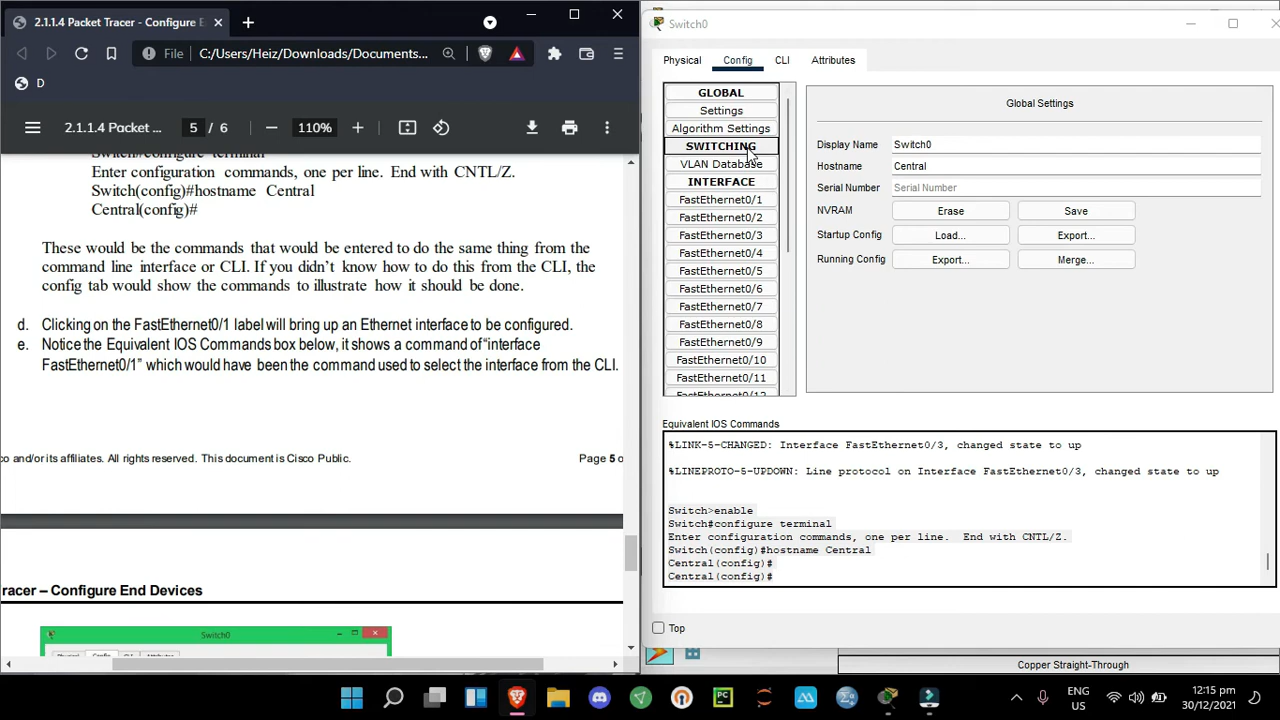 2.1.1.4 Packet Tracer - Configure E
File
C:/Users/Heiz/Downloads/Documents...
D
2.1.1.4 Packet ...
5 / 6
110%
Switch#configure terminal
Enter configuration commands, one per line. End with CNTL/Z.
Switch(config)#hostname Central
Central(config)#
These would be the commands that would be entered to do the same thing from the
command line interface or CLI. If you didn't know how to do this from the CLI, the
config tab would show the commands to illustrate how it should be done.
d. Clicking on the FastEthernet0/1 label will bring up an Ethernet interface to be configured.
e. Notice the Equivalent IOS Commands box below, it shows a command of "interface
FastEthernet0/1" which would have been the command used to select the interface from the CLI.
co and/or its affiliates. All rights reserved. This document is Cisco Public.
Page 5 o
racer – Configure End Devices
Switch0
Physical Config CLI Attributes
Switch0
Physical Config CLI Attributes
GLOBAL
Settings
Algorithm Settings
SWITCHING
VLAN Database
INTERFACE
FastEthernet0/1
FastEthernet0/2
FastEthernet0/3
FastEthernet0/4
FastEthernet0/5
FastEthernet0/6
FastEthernet0/7
FastEthernet0/8
FastEthernet0/9
FastEthernet0/10
FastEthernet0/11
FastEthernet0/12
Global Settings
Display Name Switch0
Hostname Central
Serial Number Serial Number
NVRAM Erase Save
Startup Config Load... Export...
Running Config Export... Merge...
Equivalent IOS Commands
%LINK-5-CHANGED: Interface FastEthernet0/3, changed state to up
%LINEPROTO-5-UPDOWN: Line protocol on Interface FastEthernet0/3, changed state to up
Switch>enable
Switch#configure terminal
Enter configuration commands, one per line. End with CNTL/Z.
Switch(config)#hostname Central
Central(config)#
Central(config)#
Top
Copper Straight-Through
PC
ENG
US
12:15 pm
30/12/2021